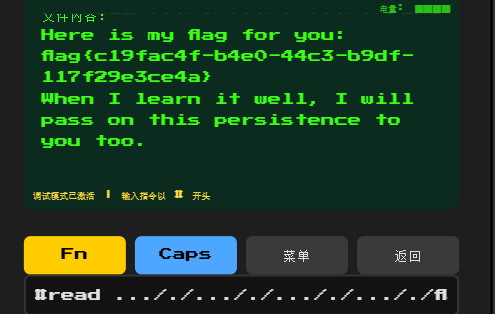 文件内容:
电量:
Here is my flag for you:
flag{c19fac4f-b4e0-44c3-b9df-
117f29e3ce4a}
When I learn it well, I will
pass on this persistence to
you too.
调试模式已激活 | 输入指令以 # 开头
Fn Caps 菜单 返回
#read ..././..././.../././..././fl